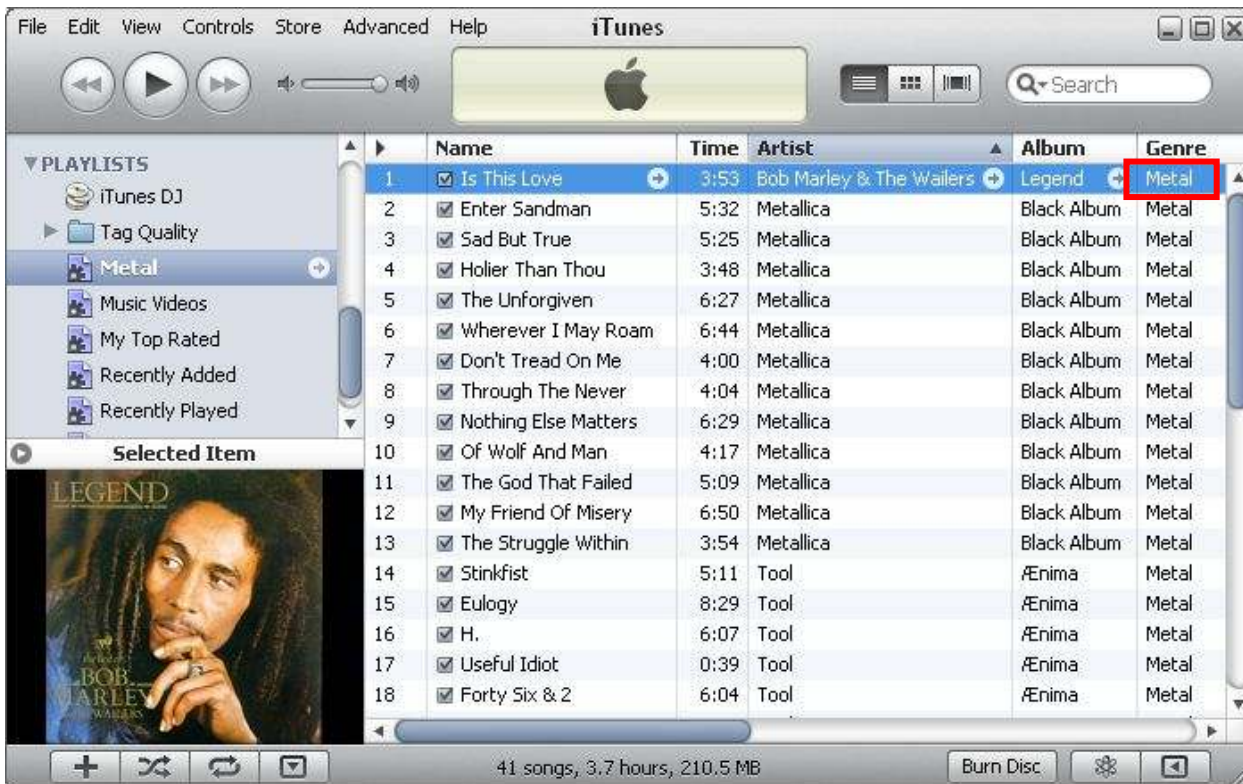 File Edit View Controls Store Advanced Help iTunes
Search
PLAYLISTS
iTunes DJ
Tag Quality
Metal
Music Videos
My Top Rated
Recently Added
Recently Played
Selected Item
LEGEND
BOB
MARLEY
Name Time Artist Album Genre
1 Is This Love 3:53 Bob Marley & The Wailers Legend Metal
2 Enter Sandman 5:32 Metallica Black Album Metal
3 Sad But True 5:25 Metallica Black Album Metal
4 Holier Than Thou 3:48 Metallica Black Album Metal
5 The Unforgiven 6:27 Metallica Black Album Metal
6 Wherever I May Roam 6:44 Metallica Black Album Metal
7 Don't Tread On Me 4:00 Metallica Black Album Metal
8 Through The Never 4:04 Metallica Black Album Metal
9 Nothing Else Matters 6:29 Metallica Black Album Metal
10 Of Wolf And Man 4:17 Metallica Black Album Metal
11 The God That Failed 5:09 Metallica Black Album Metal
12 My Friend Of Misery 6:50 Metallica Black Album Metal
13 The Struggle Within 3:54 Metallica Black Album Metal
14 Stinkfist 5:11 Tool Ænima Metal
15 Eulogy 8:29 Tool Ænima Metal
16 H. 6:07 Tool Ænima Metal
17 Useful Idiot 0:39 Tool Ænima Metal
18 Forty Six & 2 6:04 Tool Ænima Metal
41 songs, 3.7 hours, 210.5 MB
Burn Disc